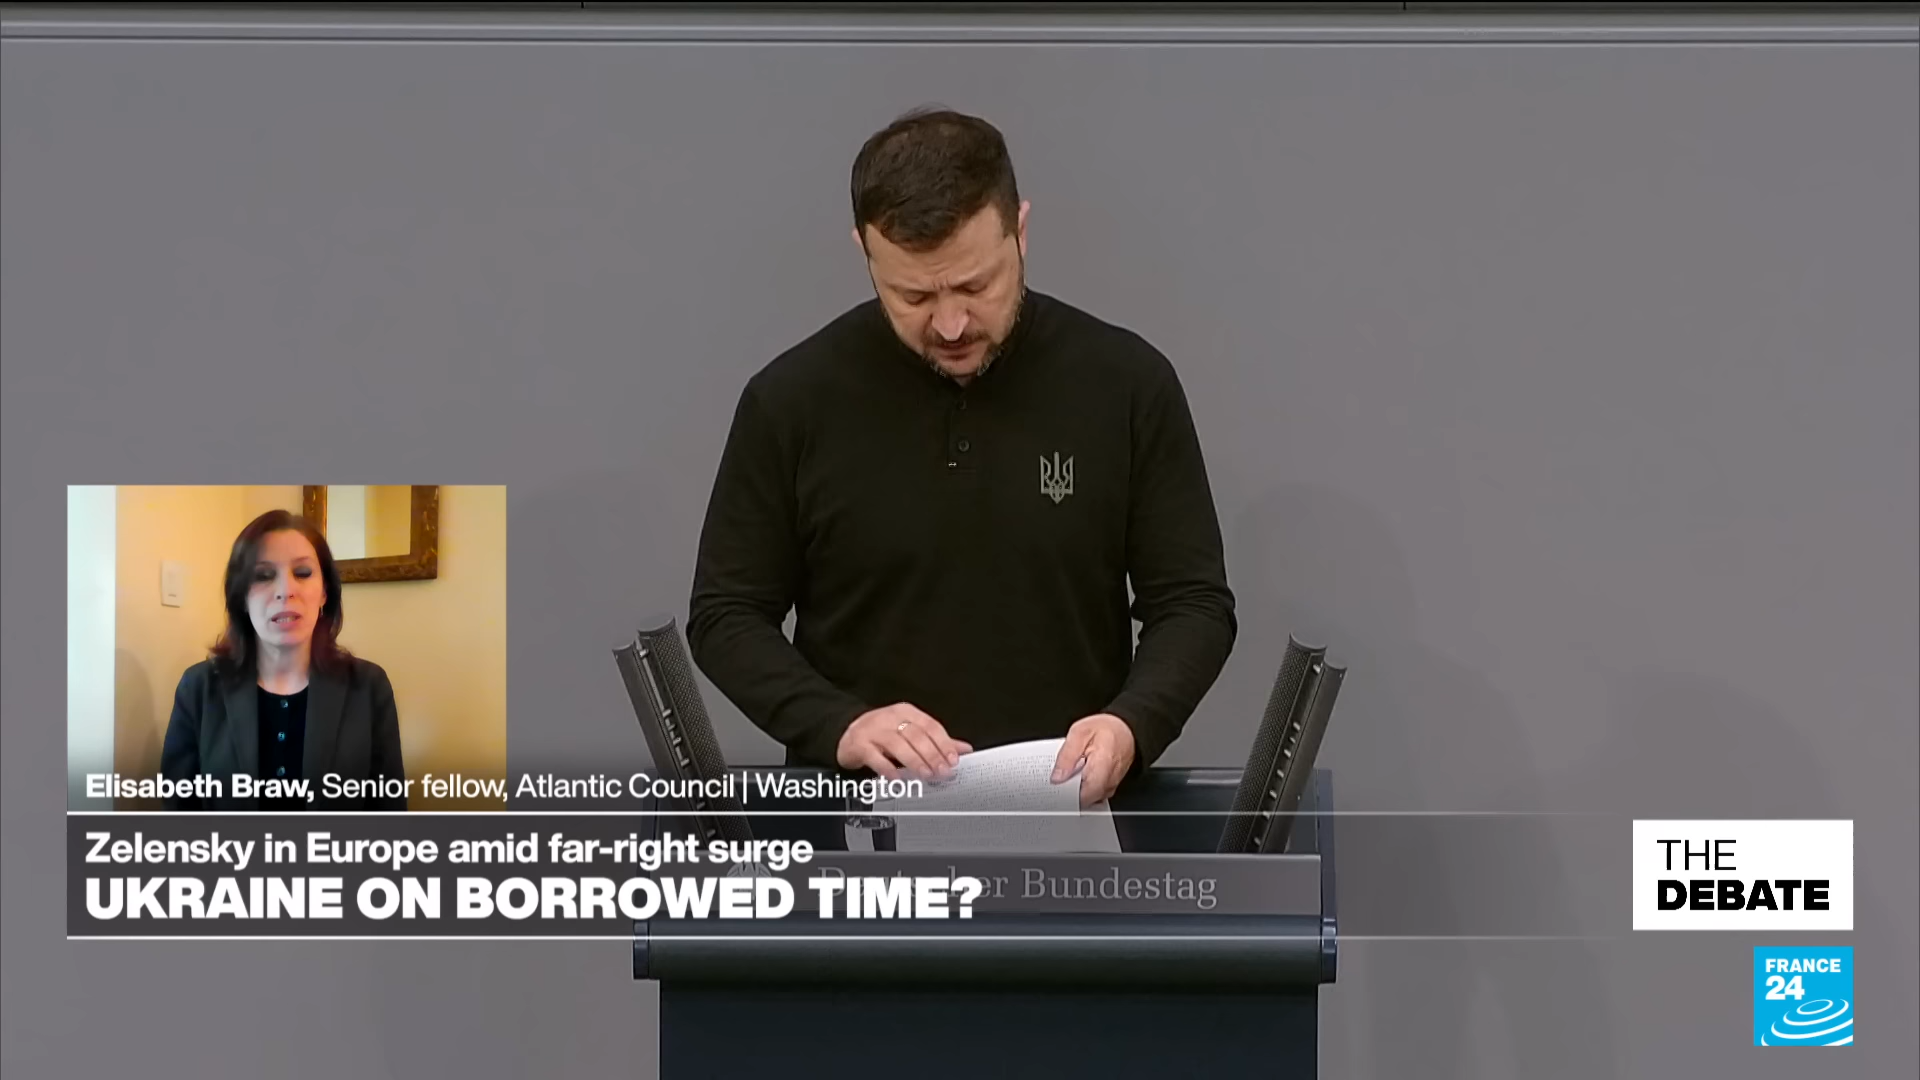 Elisabeth Braw, Senior fellow, Atlantic Council | Washington
Zelensky in Europe amid far-right surge
UKRAINE ON BORROWED TIME?
Deutscher Bundestag
THE
DEBATE
FRANCE
24